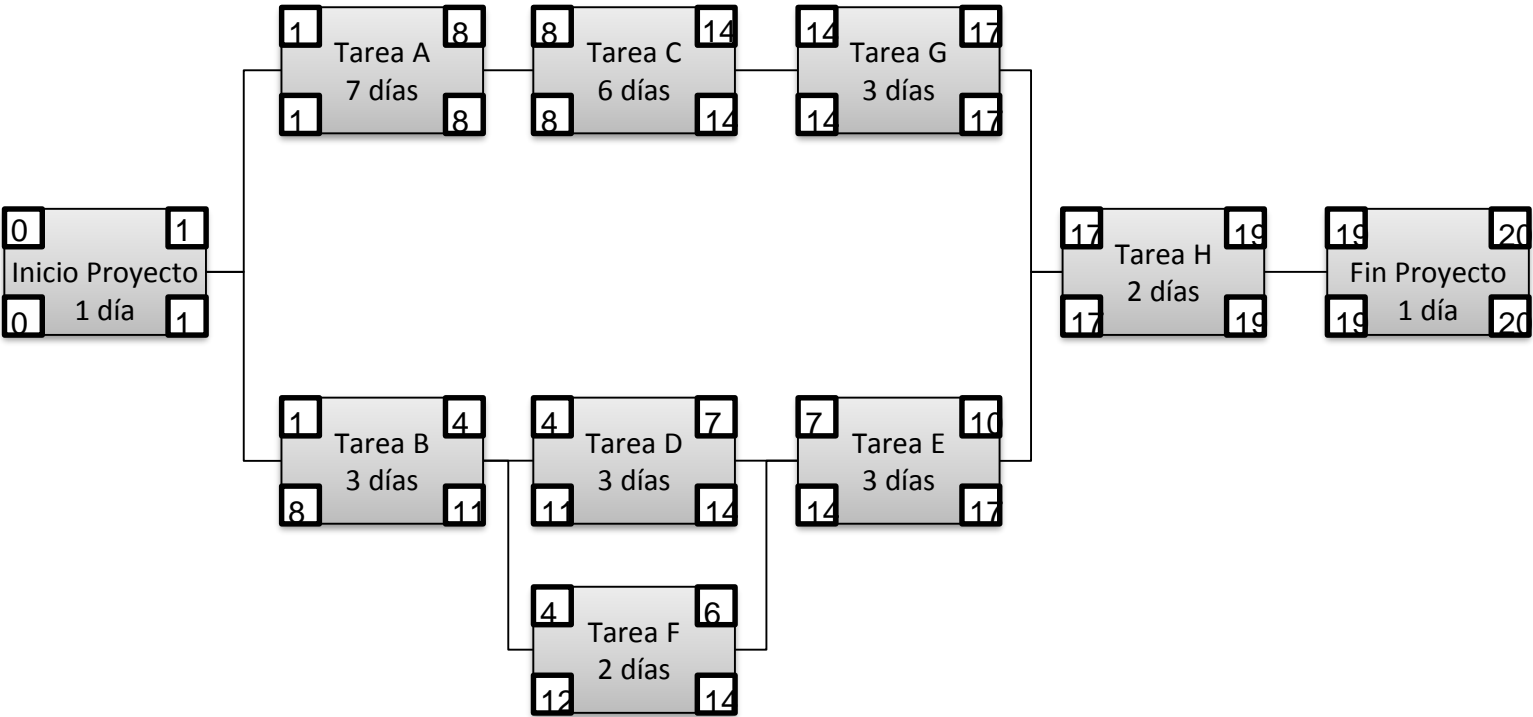 1 8
Tarea A
7 días
1 8
8 14
Tarea C
6 días
8 14
14 17
Tarea G
3 días
14 17
0 1
Inicio Proyecto
1 día
0 1
17 19
Tarea H
2 días
17 19
19 20
Fin Proyecto
1 día
19 20
1 4
Tarea B
3 días
8 11
4 7
Tarea D
3 días
11 14
7 10
Tarea E
3 días
14 17
4 6
Tarea F
2 días
12 14